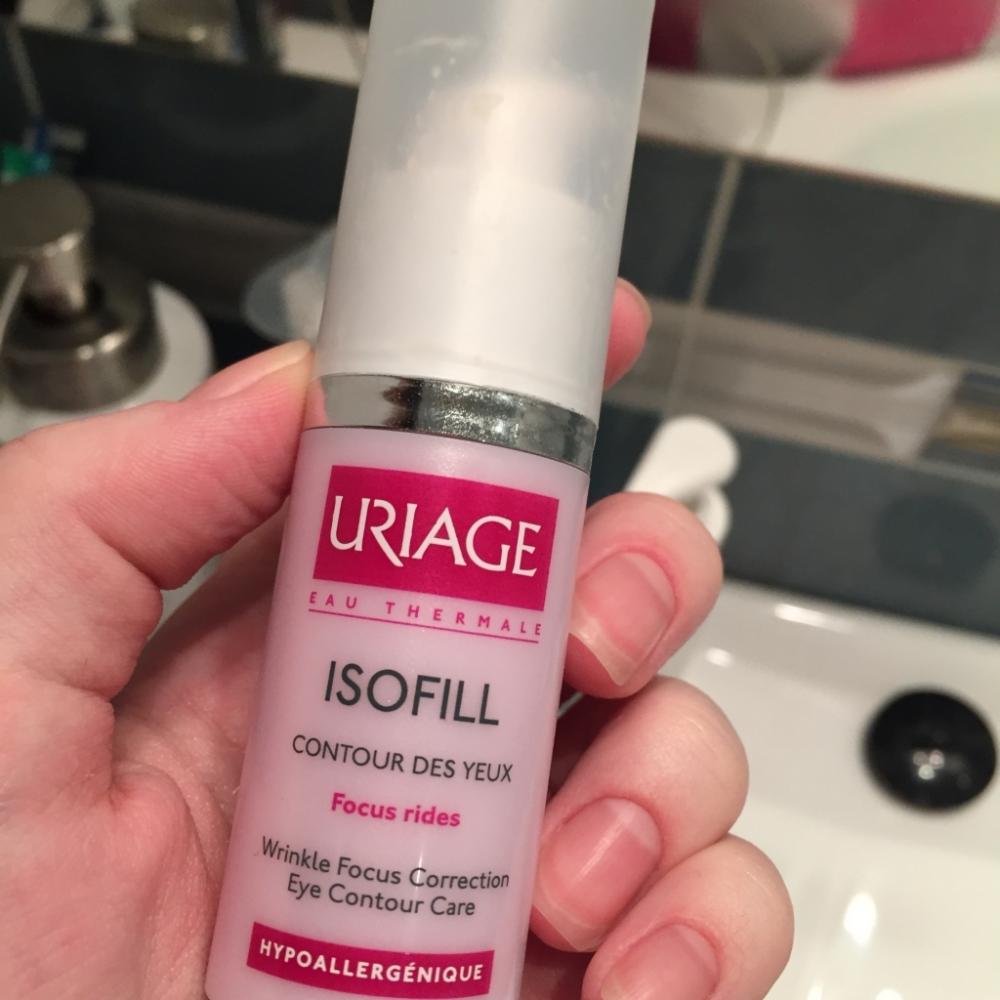 URIAGE
EAU THERMALE
ISOFILL
CONTOUR DES YEUX
Focus rides
Wrinkle Focus Correction
Eye Contour Care
HYPOALLERGÉNIQUE